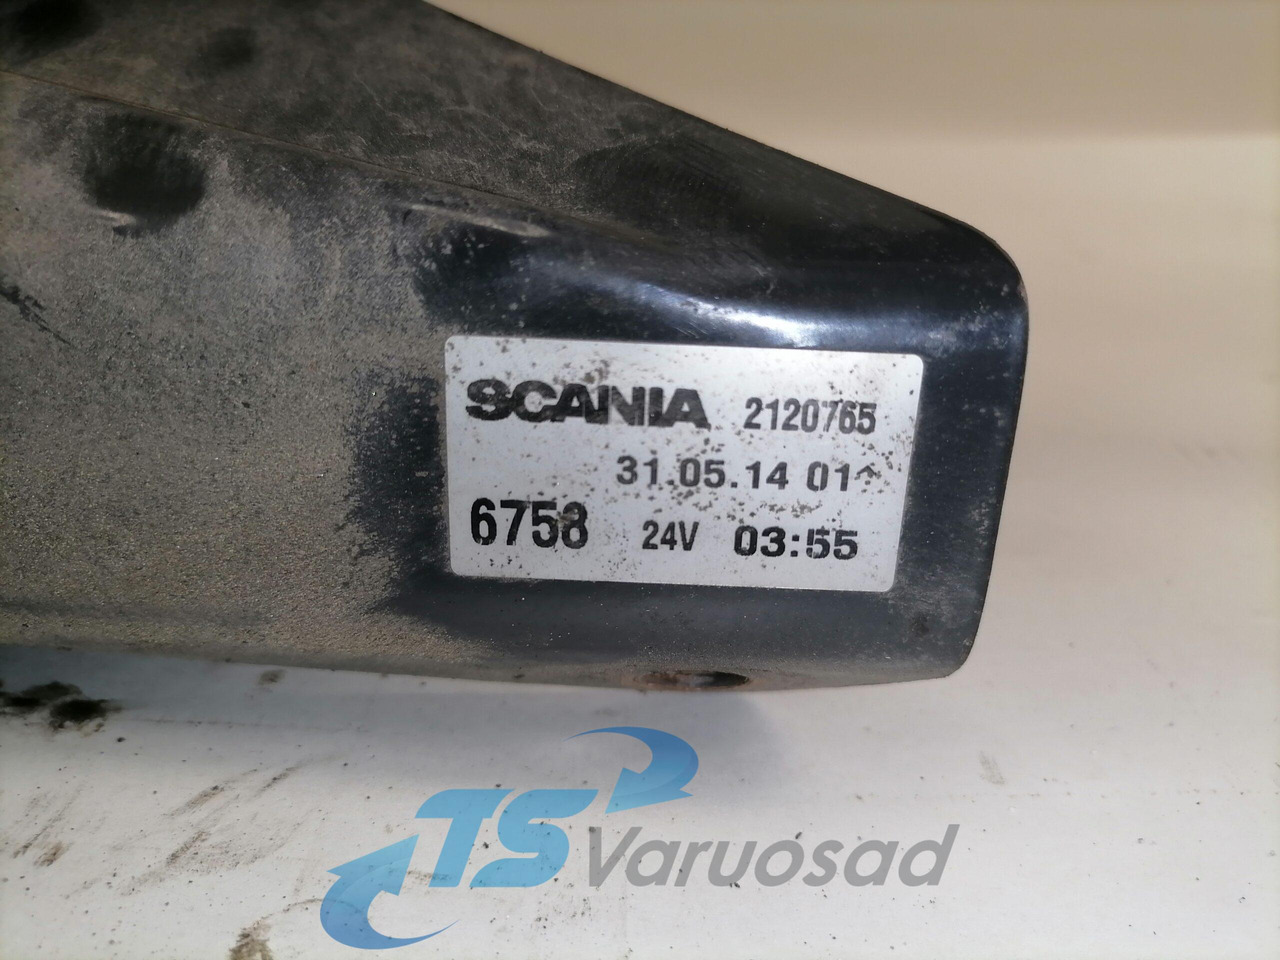 SCANIA 2120765
31.05.14 01
6758 24V 03:55
TS Varuosad